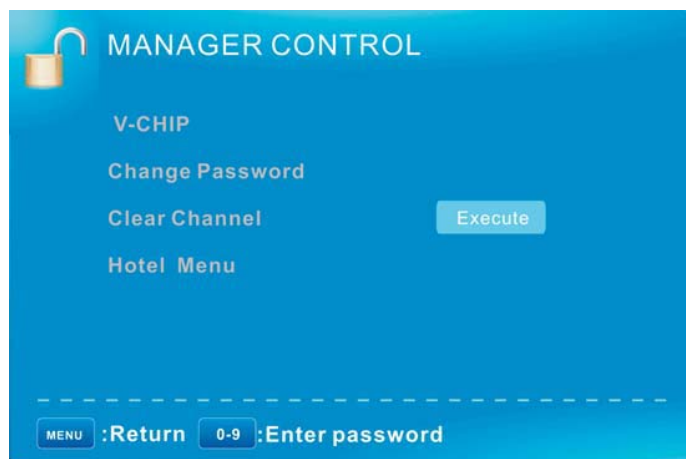 MANAGER CONTROL
V-CHIP
Change Password
Clear Channel Execute
Hotel Menu
MENU :Return 0-9 :Enter password